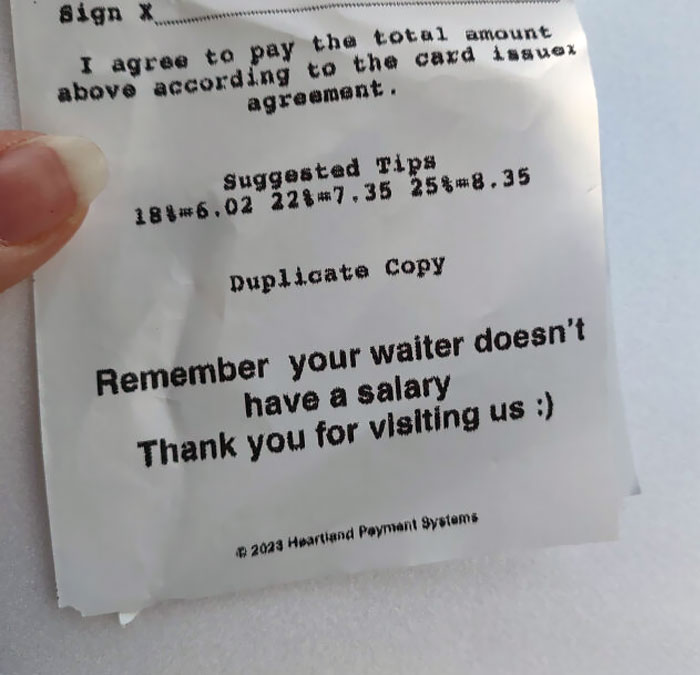 Sign X
I agree to pay the total amount
above according to the card issuer
agreement.
Suggested Tips
18%=6.02 22%=7.35 25%=8.35
Duplicate Copy
Remember your waiter doesn't
have a salary
Thank you for visiting us :)
© 2023 Heartland Payment Systems